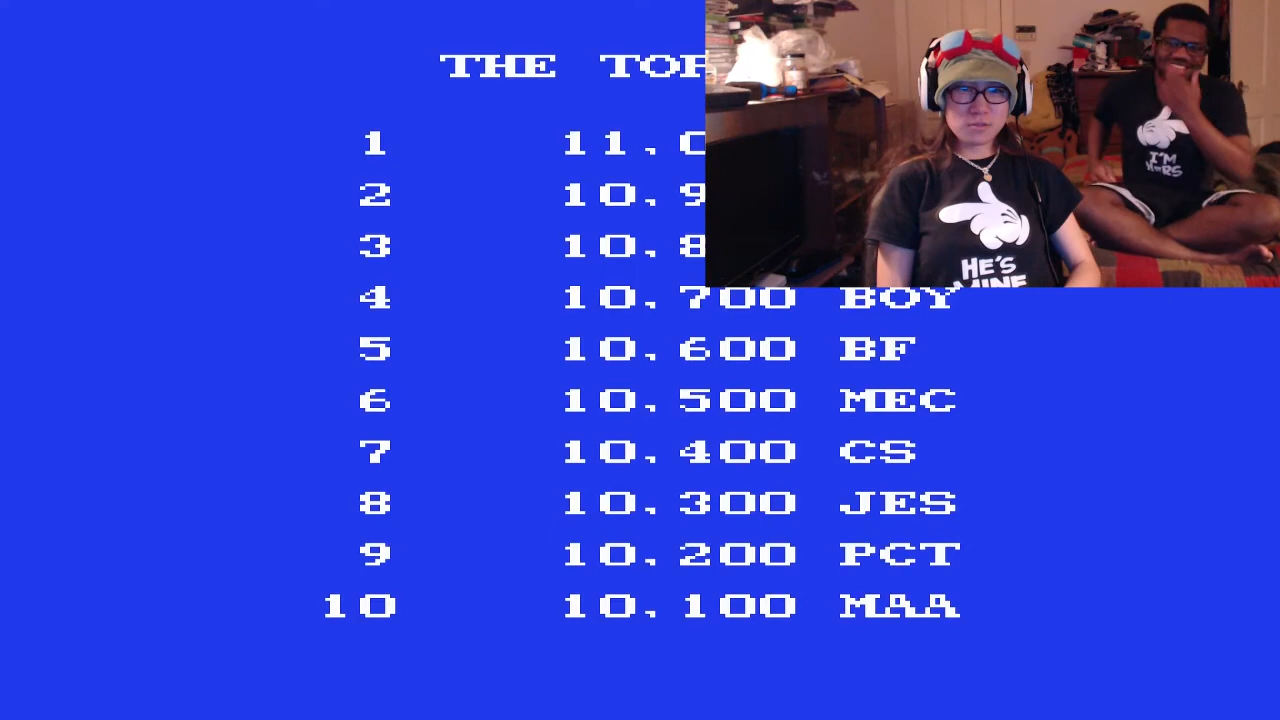 THE TOP
1 11,0
2 10,9
3 10,8
4 10,700 BOY
5 10,600 BF
6 10,500 MEC
7 10,400 CS
8 10,300 JES
9 10,200 PCT
10 10,100 MAA
HE'S
MINE
I'M